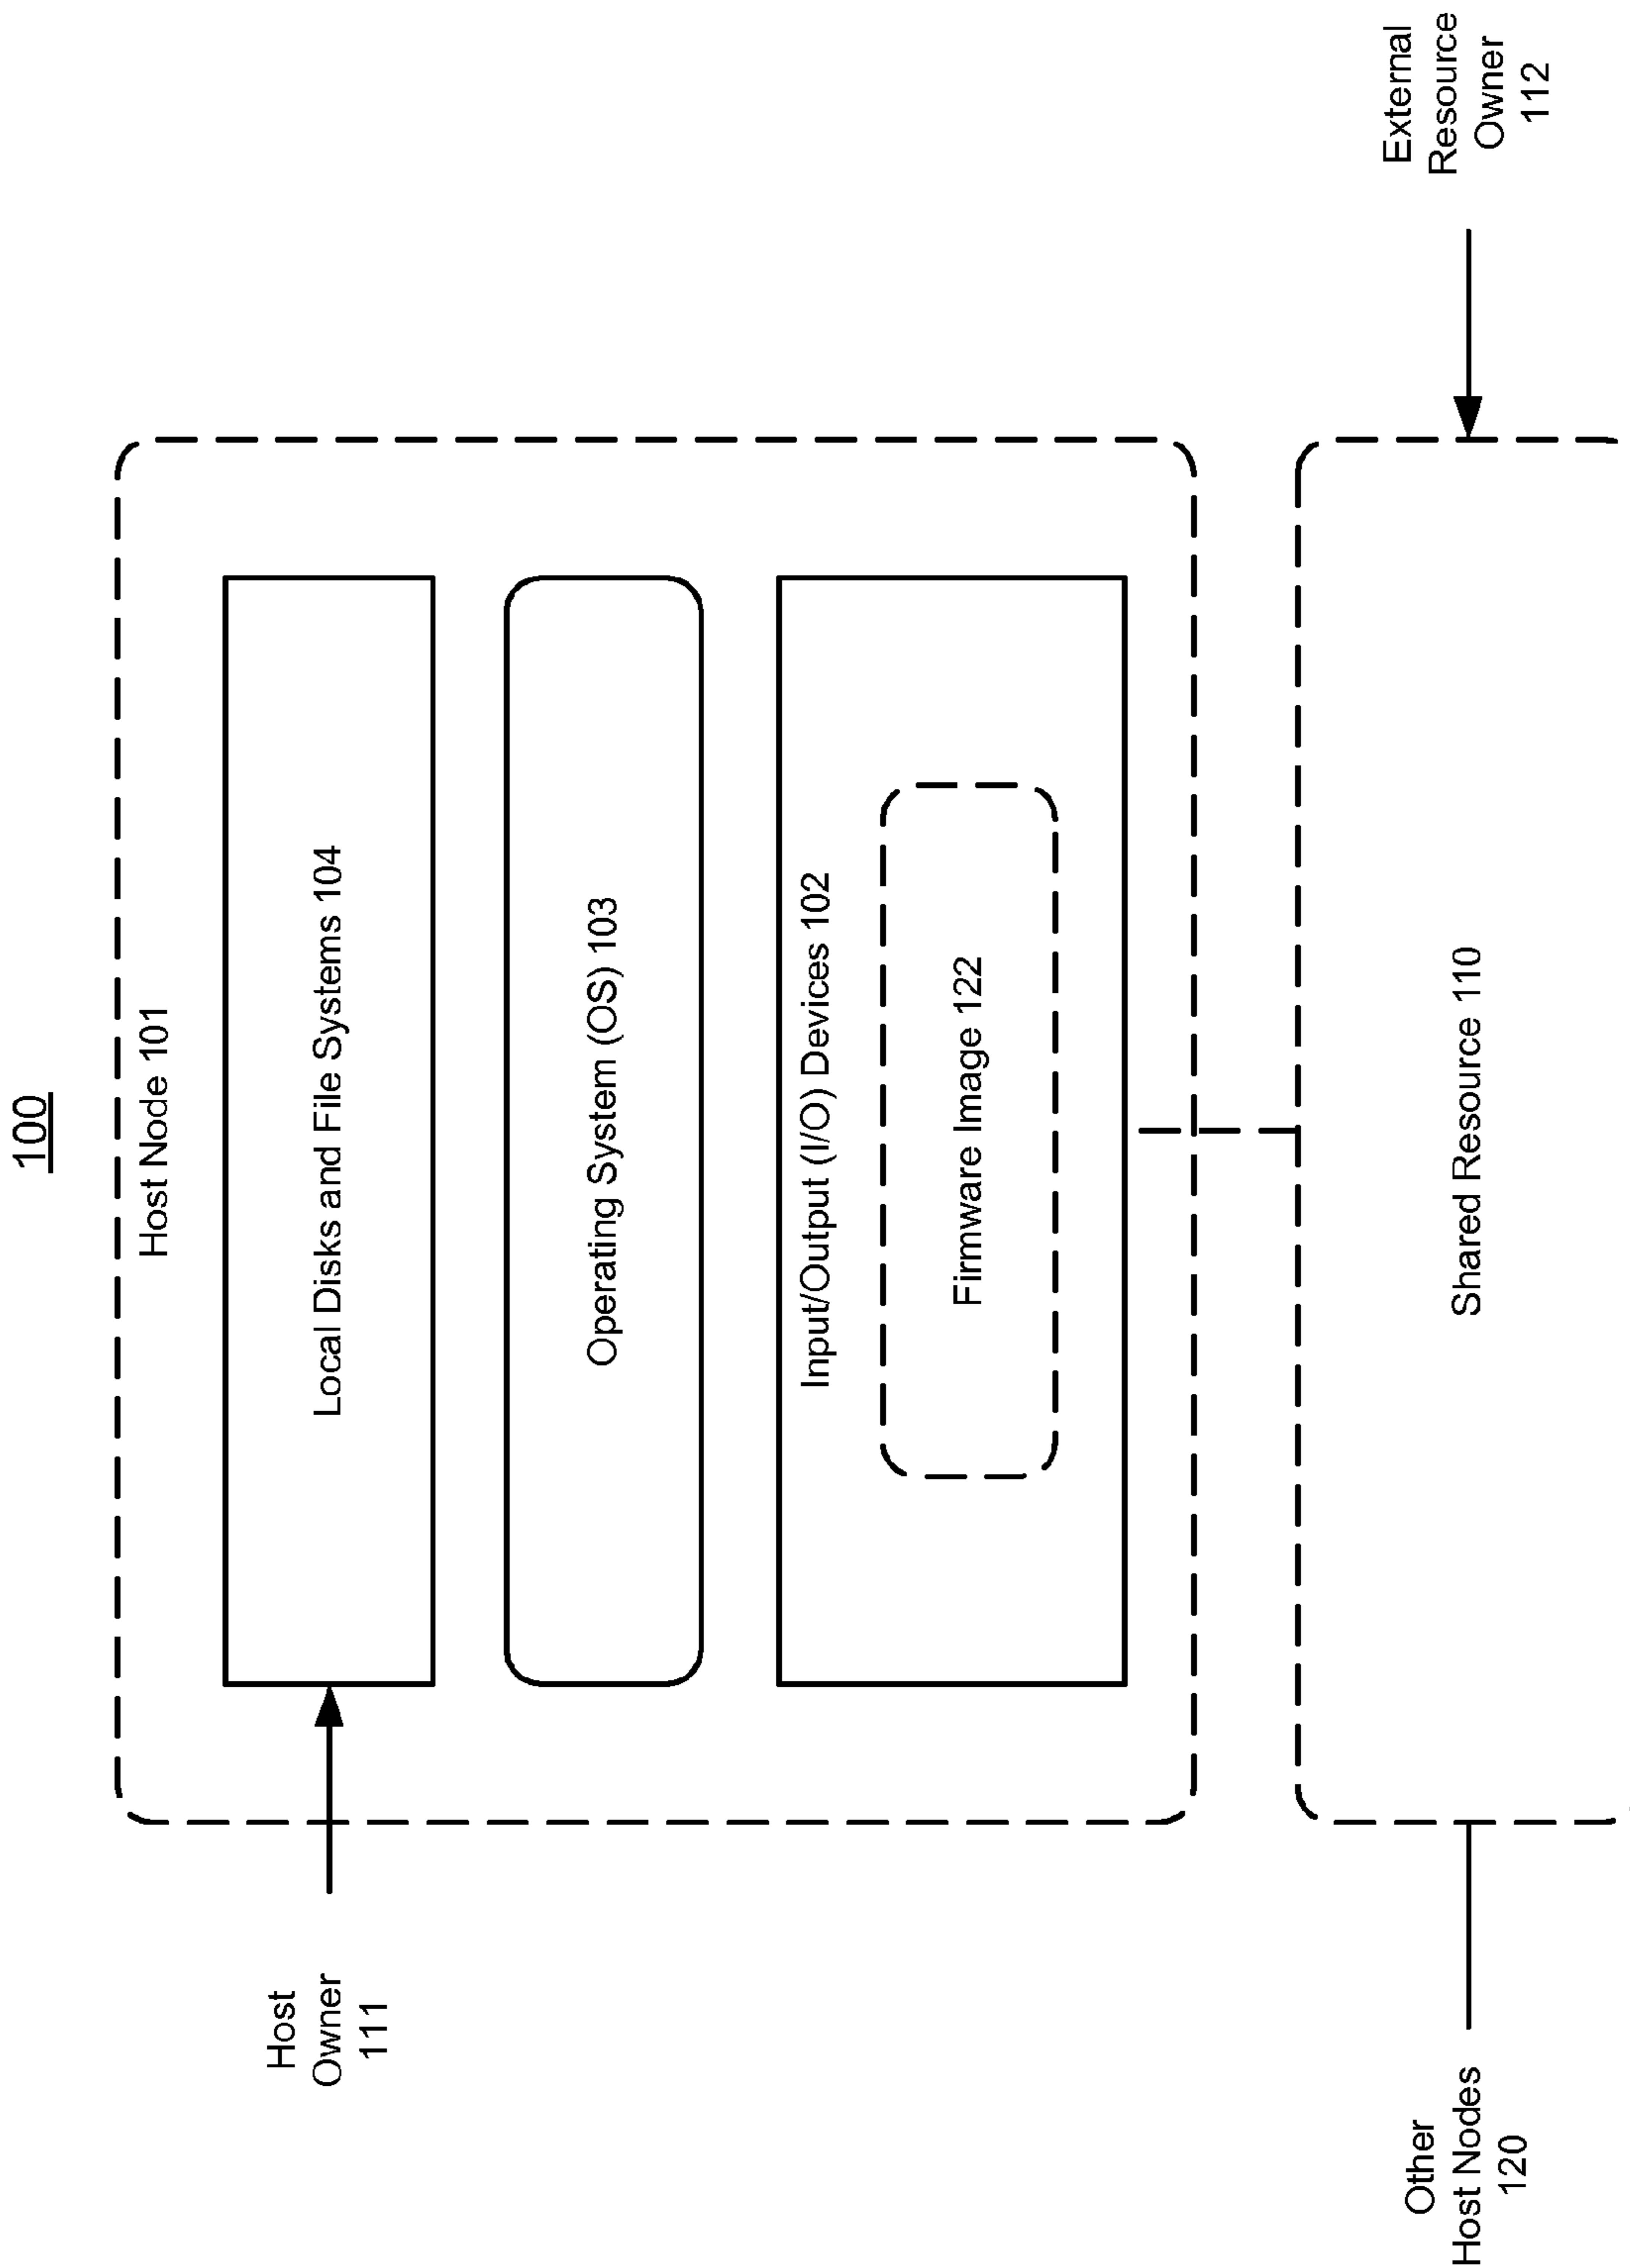 100
Host Node 101
Host
Owner
111
Local Disks and File Systems 104
Operating System (OS) 103
Input/Output (I/O) Devices 102
Firmware Image 122
Other
Host Nodes
120
Shared Resource 110
External
Resource
Owner
112